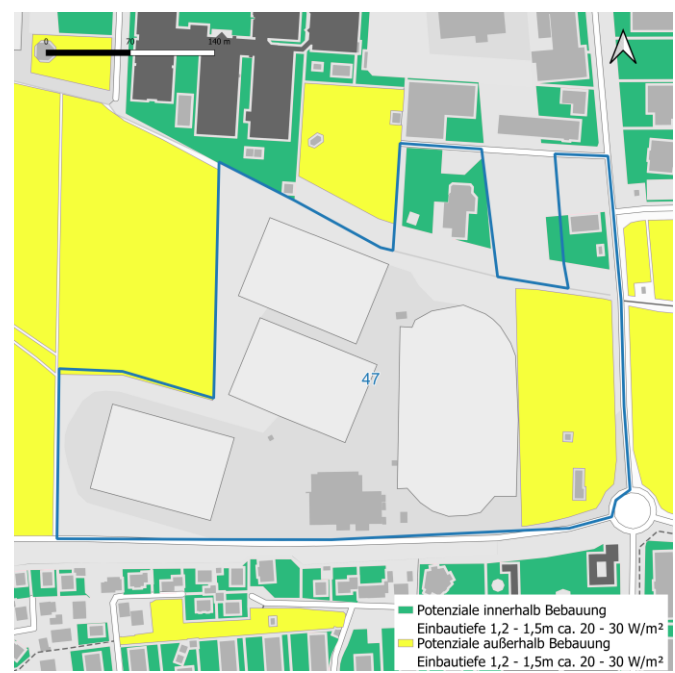 0 70 140 m
47
Potenziale innerhalb Bebauung
Einbautiefe 1,2 - 1,5m ca. 20 - 30 W/m²
Potenziale außerhalb Bebauung
Einbautiefe 1,2 - 1,5m ca. 20 - 30 W/m²